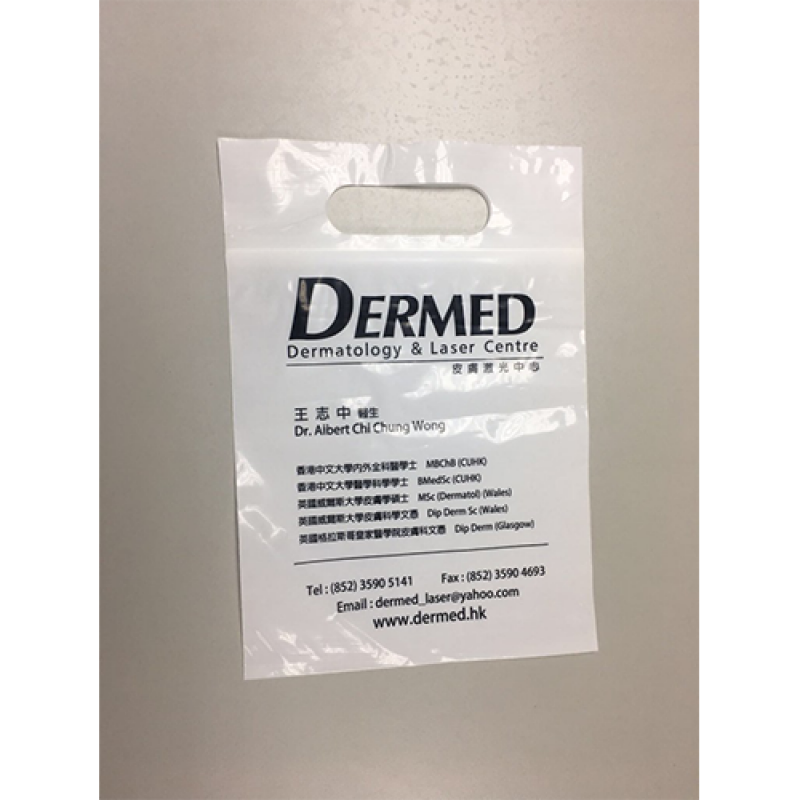 DERMED
Dermatology & Laser Centre
皮膚激光中心
王志中 醫生
Dr. Albert Chi Chung Wong
香港中文大學內外全科醫學士 MBChB (CUHK)
香港中文大學醫學科學學士 BMedSc (CUHK)
英國威爾斯大學皮膚學碩士 MSc (Dermatol) (Wales)
英國威爾斯大學皮膚科學文憑 Dip Derm Sc (Wales)
英國格拉斯哥皇家醫學院皮膚科文憑 Dip Derm (Glasgow)
Tel : (852) 3590 5141 Fax : (852) 3590 4693
Email : dermed_laser@yahoo.com
www.dermed.hk